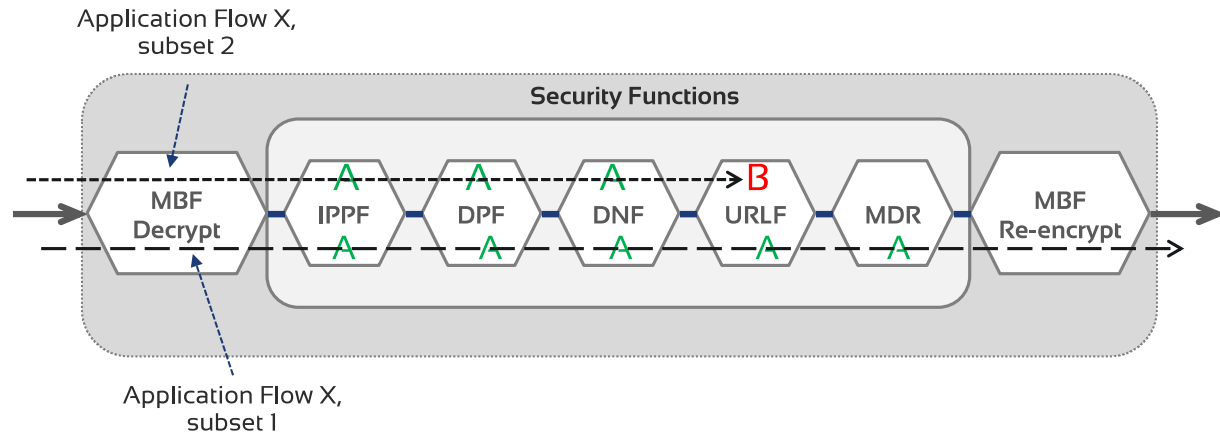 Application Flow X,
subset 2
Security Functions
A A A B
MBF
Decrypt
IPPF
DPF
DNF
URLF
MDR
MBF
Re-encrypt
A A A A A
Application Flow X,
subset 1